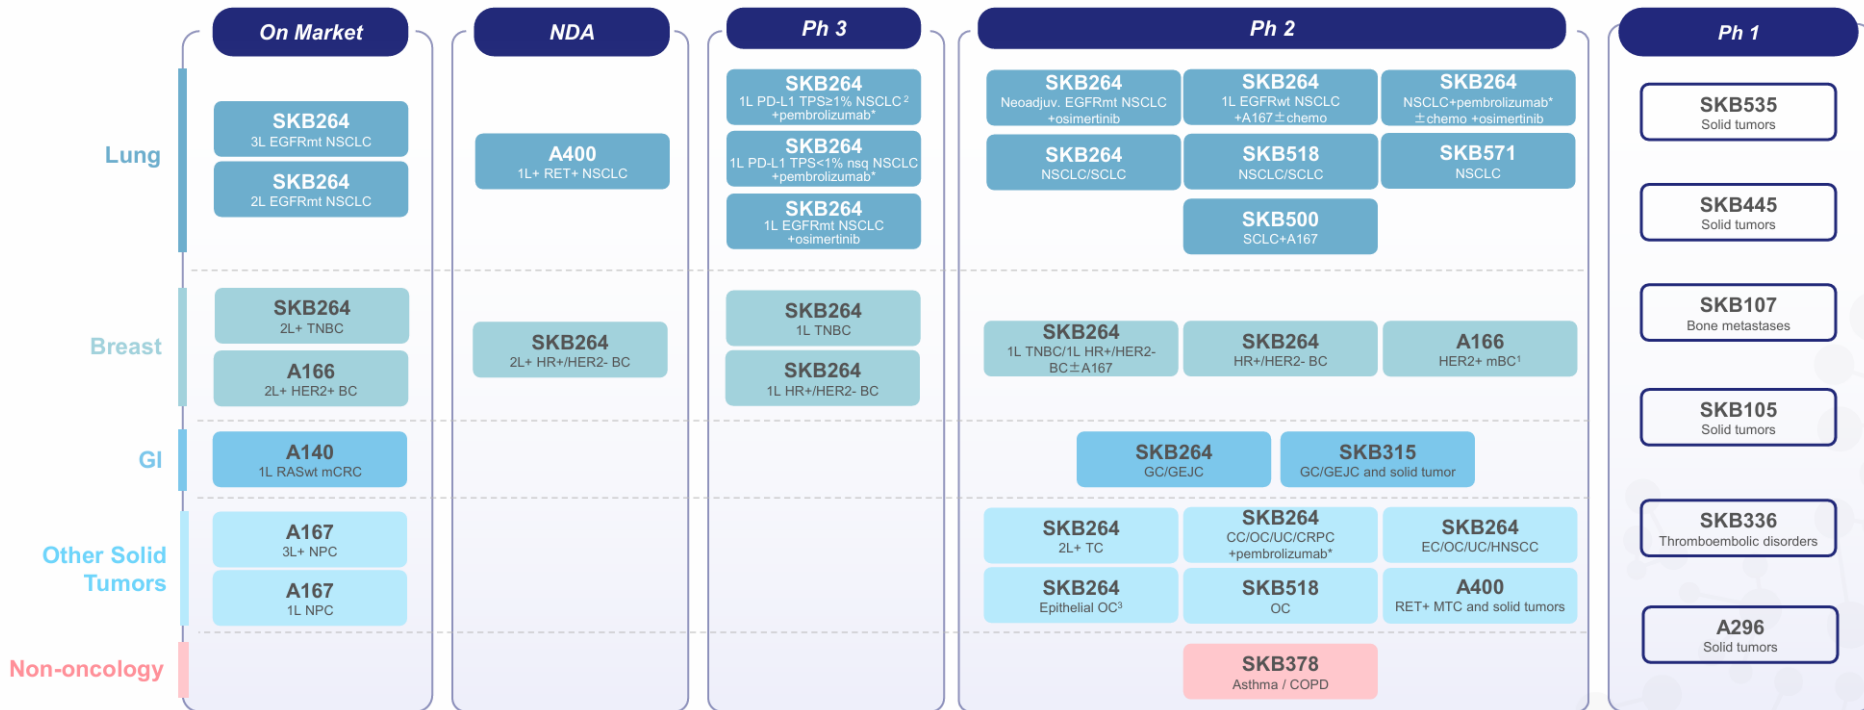 On Market
NDA
Ph 3
Ph 2
Ph 1
Lung
SKB264
3L EGFRmt NSCLC
SKB264
2L EGFRmt NSCLC
A400
1L+ RET+ NSCLC
SKB264
1L PD-L1 TPS≥1% NSCLC²
+pembrolizumab*
SKB264
1L PD-L1 TPS<1% nsq NSCLC
+pembrolizumab*
SKB264
1L EGFRmt NSCLC
+osimertinib
SKB264
Neoadjuv. EGFRmt NSCLC
+osimertinib
SKB264
1L EGFRwt NSCLC
+A167±chemo
SKB264
NSCLC+pembrolizumab*
±chemo +osimertinib
SKB264
NSCLC/SCLC
SKB518
NSCLC/SCLC
SKB571
NSCLC
SKB500
SCLC+A167
Breast
SKB264
2L+ TNBC
A166
2L+ HER2+ BC
SKB264
2L+ HR+/HER2- BC
SKB264
1L TNBC
SKB264
1L HR+/HER2- BC
SKB264
1L TNBC/1L HR+/HER2-
BC±A167
SKB264
HR+/HER2- BC
A166
HER2+ mBC¹
GI
A140
1L RASwt mCRC
SKB264
GC/GEJC
SKB315
GC/GEJC and solid tumor
Other Solid
Tumors
A167
3L+ NPC
A167
1L NPC
SKB264
2L+ TC
SKB264
CC/OC/UC/CRPC
+pembrolizumab*
SKB264
EC/OC/UC/HNSCC
SKB264
Epithelial OC³
SKB518
OC
A400
RET+ MTC and solid tumors
Non-oncology
SKB378
Asthma / COPD
SKB535
Solid tumors
SKB445
Solid tumors
SKB107
Bone metastases
SKB105
Solid tumors
SKB336
Thromboembolic disorders
A296
Solid tumors